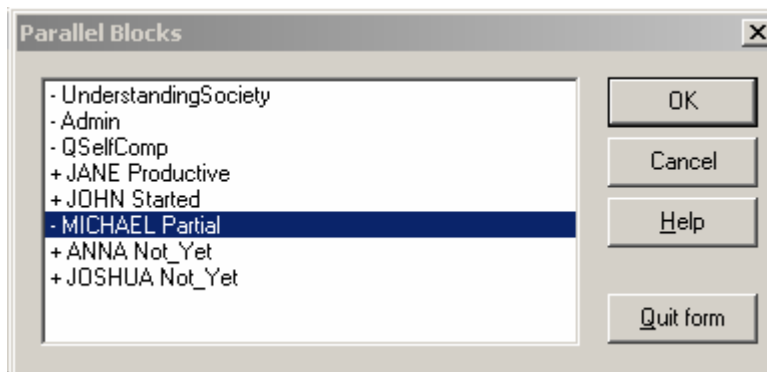 Parallel Blocks
- UnderstandingSociety
- Admin
- QSelfComp
+ JANE Productive
+ JOHN Started
- MICHAEL Partial
+ ANNA Not_Yet
+ JOSHUA Not_Yet
OK
Cancel
Help
Quit form